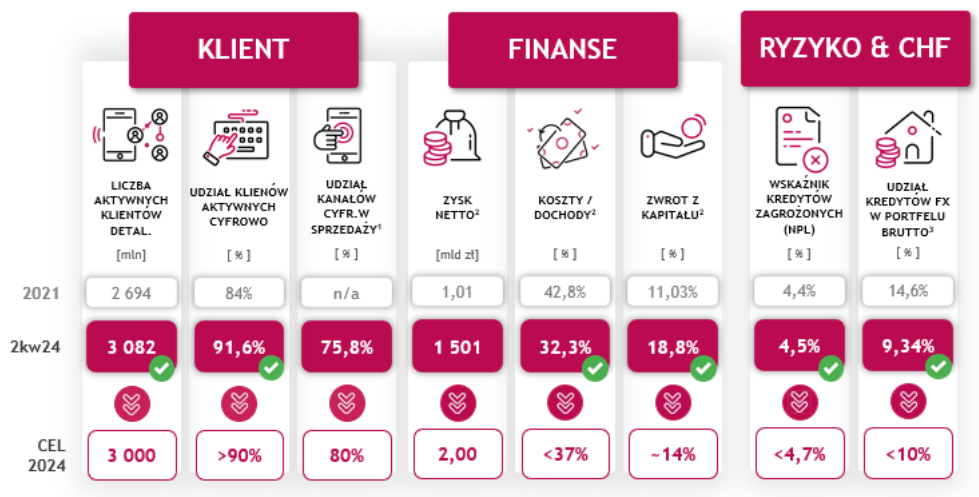 KLIENT
FINANSE
RYZYKO & CHF
LICZBA
AKTYWNYCH
KLIENTÓW
DETAL.
[mln]
UDZIAŁ KLIENÓW
AKTYWNYCH
CYFROWO
[ % ]
UDZIAŁ
KANAŁÓW
CYFR.W
SPRZEDAŻY¹
[ % ]
ZYSK
NETTO²
[mld zł]
KOSZTY /
DOCHODY²
[ % ]
ZWROT Z
KAPITAŁU²
[ % ]
WSKAŹNIK
KREDYTÓW
ZAGROŻONYCH
(NPL)
[ % ]
UDZIAŁ
KREDYTÓW FX
W PORTFELU
BRUTTO³
[ % ]
2021 2 694 84% n/a 1,01 42,8% 11,03% 4,4% 14,6%
2kw24 3 082 91,6% 75,8% 1 501 32,3% 18,8% 4,5% 9,34%
CEL
2024 3 000 >90% 80% 2,00 <37% ~14% <4,7% <10%